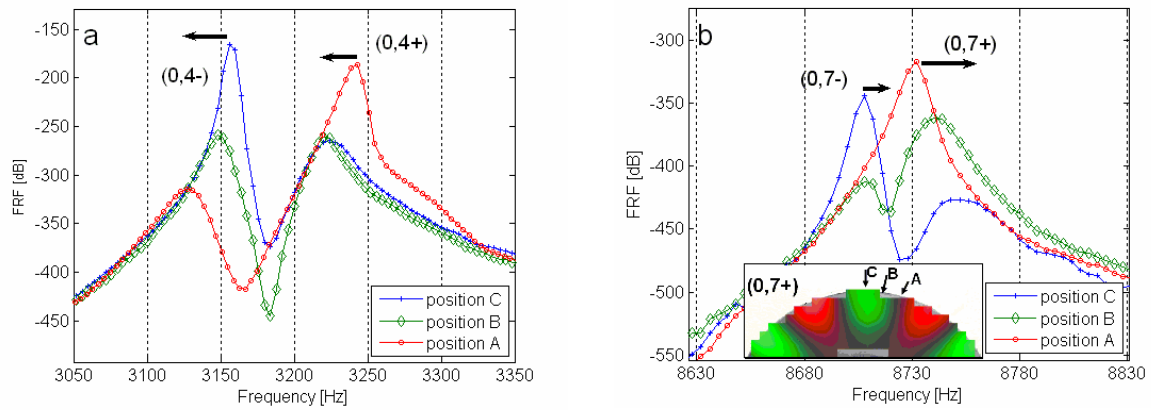 a
(0,4-)
(0,4+)
FRF [dB]
-150
-200
-250
-300
-350
-400
-450
position C
position B
position A
3050 3100 3150 3200 3250 3300 3350
Frequency [Hz]
b
(0,7-)
(0,7+)
FRF [dB]
-300
-350
-400
-450
-500
-550
(0,7+)
C
B
A
position C
position B
position A
8630 8680 8730 8780 8830
Frequency [Hz]